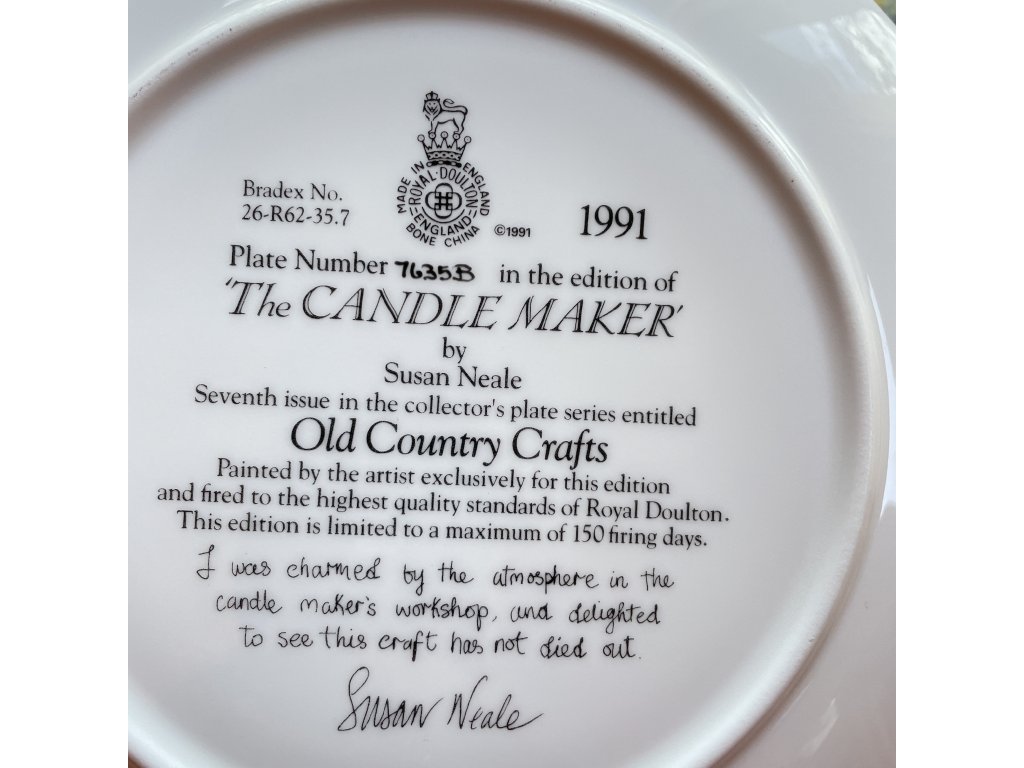 MADE IN ENGLAND
ROYAL·DOULTON
ENGLAND
BONE CHINA
©1991
Bradex No.
26-R62-35.7
1991
Plate Number 7635B in the edition of
'The CANDLE MAKER'
by
Susan Neale
Seventh issue in the collector's plate series entitled
Old Country Crafts
Painted by the artist exclusively for this edition
and fired to the highest quality standards of Royal Doulton.
This edition is limited to a maximum of 150 firing days.
I was charmed by the atmosphere in the
candle maker's workshop, and delighted
to see this craft has not died out.
Susan Neale